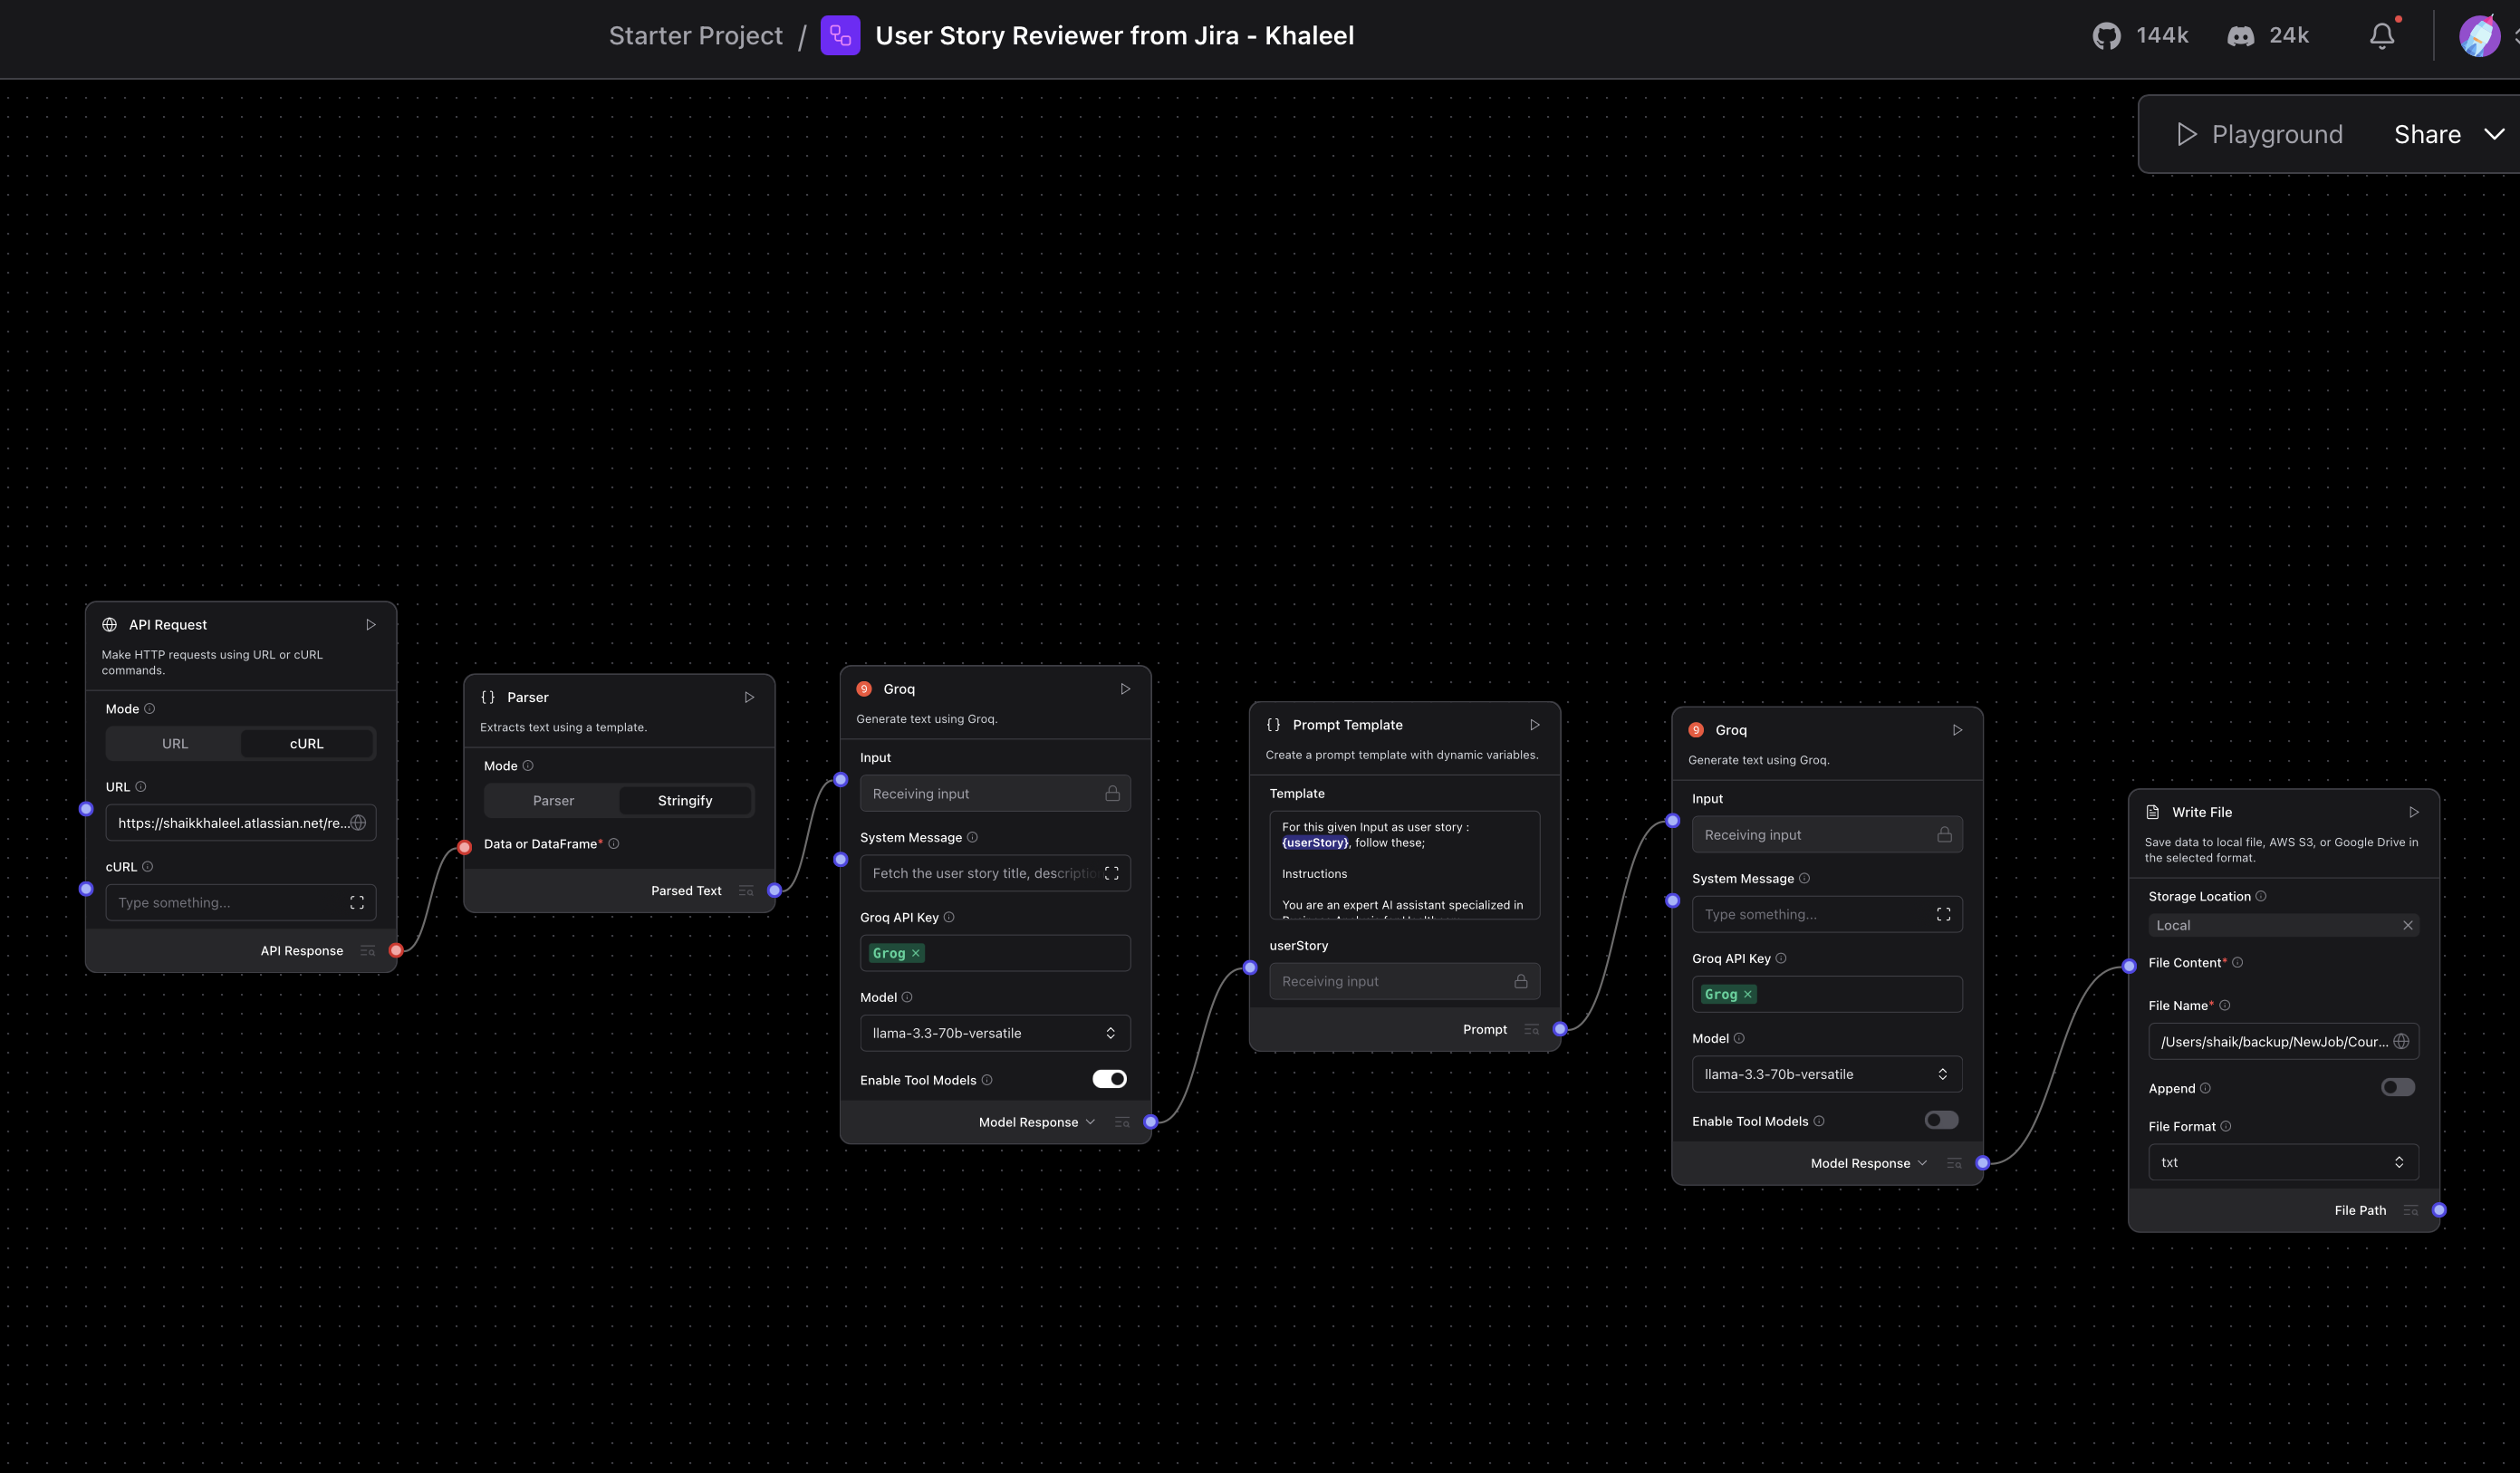 Starter Project / User Story Reviewer from Jira - Khaleel
144k
24k
Playground
Share
API Request
Make HTTP requests using URL or cURL
commands.
Mode
URL
cURL
URL
https://shaikkhaleel.atlassian.net/re...
cURL
Type something...
API Response
Parser
Extracts text using a template.
Mode
Parser
Stringify
Data or DataFrame*
Parsed Text
Groq
Generate text using Groq.
Input
Receiving input
System Message
Fetch the user story title, descriptio
Groq API Key
Grog ×
Model
llama-3.3-70b-versatile
Enable Tool Models
Model Response
Prompt Template
Create a prompt template with dynamic variables.
Template
For this given Input as user story :
{userStory}, follow these;
Instructions
You are an expert AI assistant specialized in
userStory
Receiving input
Prompt
Groq
Generate text using Groq.
Input
Receiving input
System Message
Type something...
Groq API Key
Grog ×
Model
llama-3.3-70b-versatile
Enable Tool Models
Model Response
Write File
Save data to local file, AWS S3, or Google Drive in
the selected format.
Storage Location
Local
File Content*
File Name*
/Users/shaik/backup/NewJob/Cour...
Append
File Format
txt
File Path